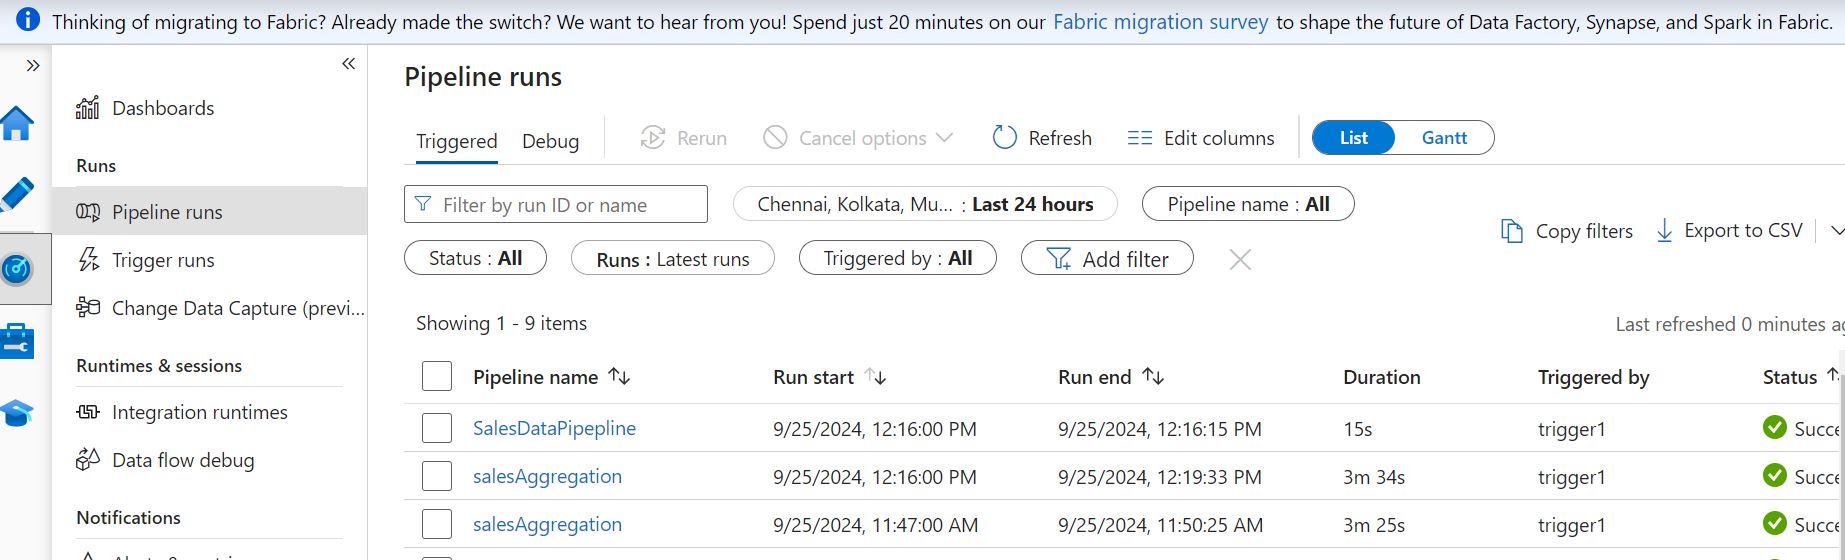 Thinking of migrating to Fabric? Already made the switch? We want to hear from you! Spend just 20 minutes on our Fabric migration survey to shape the future of Data Factory, Synapse, and Spark in Fabric.
Dashboards
Runs
Pipeline runs
Trigger runs
Change Data Capture (previ...
Runtimes & sessions
Integration runtimes
Data flow debug
Notifications
Pipeline runs
Triggered Debug Rerun Cancel options Refresh Edit columns List Gantt
Filter by run ID or name Chennai, Kolkata, Mu... : Last 24 hours Pipeline name : All
Copy filters Export to CSV
Status : All Runs : Latest runs Triggered by : All Add filter
Showing 1 - 9 items
Last refreshed 0 minutes
Pipeline name Run start Run end Duration Triggered by Status
SalesDataPipepline 9/25/2024, 12:16:00 PM 9/25/2024, 12:16:15 PM 15s trigger1 Succe
salesAggregation 9/25/2024, 12:16:00 PM 9/25/2024, 12:19:33 PM 3m 34s trigger1 Succe
salesAggregation 9/25/2024, 11:47:00 AM 9/25/2024, 11:50:25 AM 3m 25s trigger1 Succe